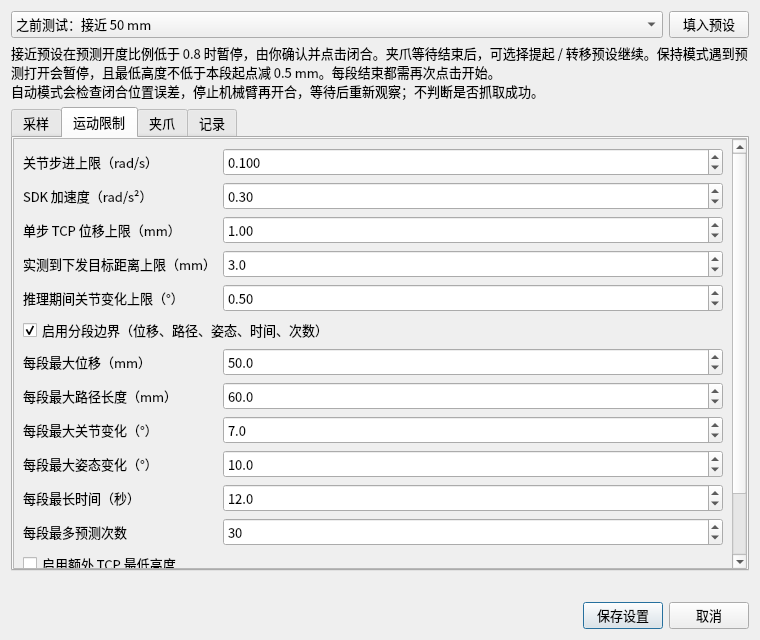 之前测试：接近 50 mm
填入预设
接近预设在预测开度比例低于 0.8 时暂停，由你确认并点击闭合。夹爪等待结束后，可选择提起 / 转移预设继续。保持模式遇到预
测打开会暂停，且最低高度不低于本段起点减 0.5 mm。每段结束都需再次点击开始。
自动模式会检查闭合位置误差，停止机械臂再开合，等待后重新观察；不判断是否抓取成功。
采样 运动限制 夹爪 记录
关节步进上限（rad/s） 0.100
SDK 加速度（rad/s²） 0.30
单步 TCP 位移上限（mm） 1.00
实测到下发目标距离上限（mm） 3.0
推理期间关节变化上限（°） 0.50
启用分段边界（位移、路径、姿态、时间、次数）
每段最大位移（mm） 50.0
每段最大路径长度（mm） 60.0
每段最大关节变化（°） 7.0
每段最大姿态变化（°） 10.0
每段最长时间（秒） 12.0
每段最多预测次数 30
启用额外 TCP 最低高度
保存设置 取消